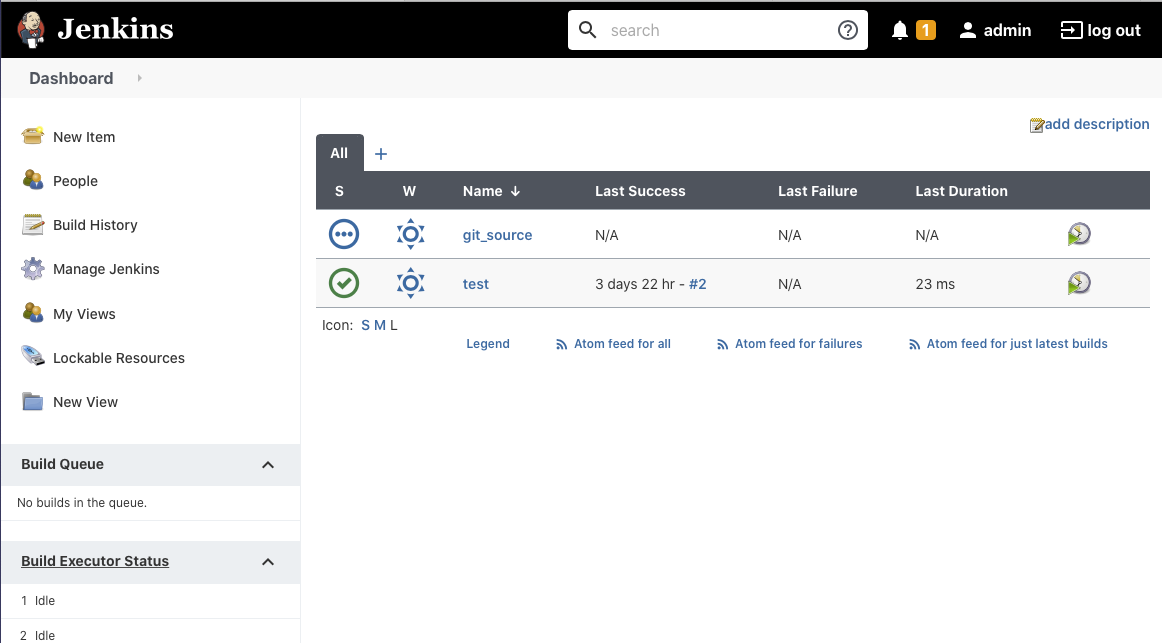 Jenkins
search
1
admin
log out
Dashboard
New Item
People
Build History
Manage Jenkins
My Views
Lockable Resources
New View
Build Queue
No builds in the queue.
Build Executor Status
1 Idle
2 Idle
add description
All +
S W Name ↓ Last Success Last Failure Last Duration
git_source N/A N/A N/A
test 3 days 22 hr - #2 N/A 23 ms
Icon: S M L
Legend Atom feed for all Atom feed for failures Atom feed for just latest builds